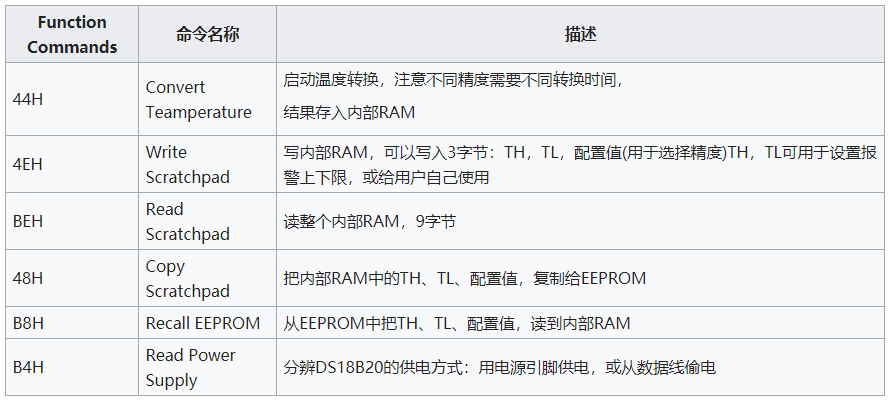 Function
Commands
命令名称
描述
44H
Convert
Teamperature
启动温度转换，注意不同精度需要不同转换时间，
结果存入内部RAM
4EH
Write
Scratchpad
写内部RAM，可以写入3字节：TH，TL，配置值(用于选择精度)TH，TL可用于设置报
警上下限，或给用户自己使用
BEH
Read
Scratchpad
读整个内部RAM，9字节
48H
Copy
Scratchpad
把内部RAM中的TH、TL、配置值，复制给EEPROM
B8H
Recall EEPROM
从EEPROM中把TH、TL、配置值，读到内部RAM
B4H
Read Power
Supply
分辨DS18B20的供电方式：用电源引脚供电，或从数据线偷电